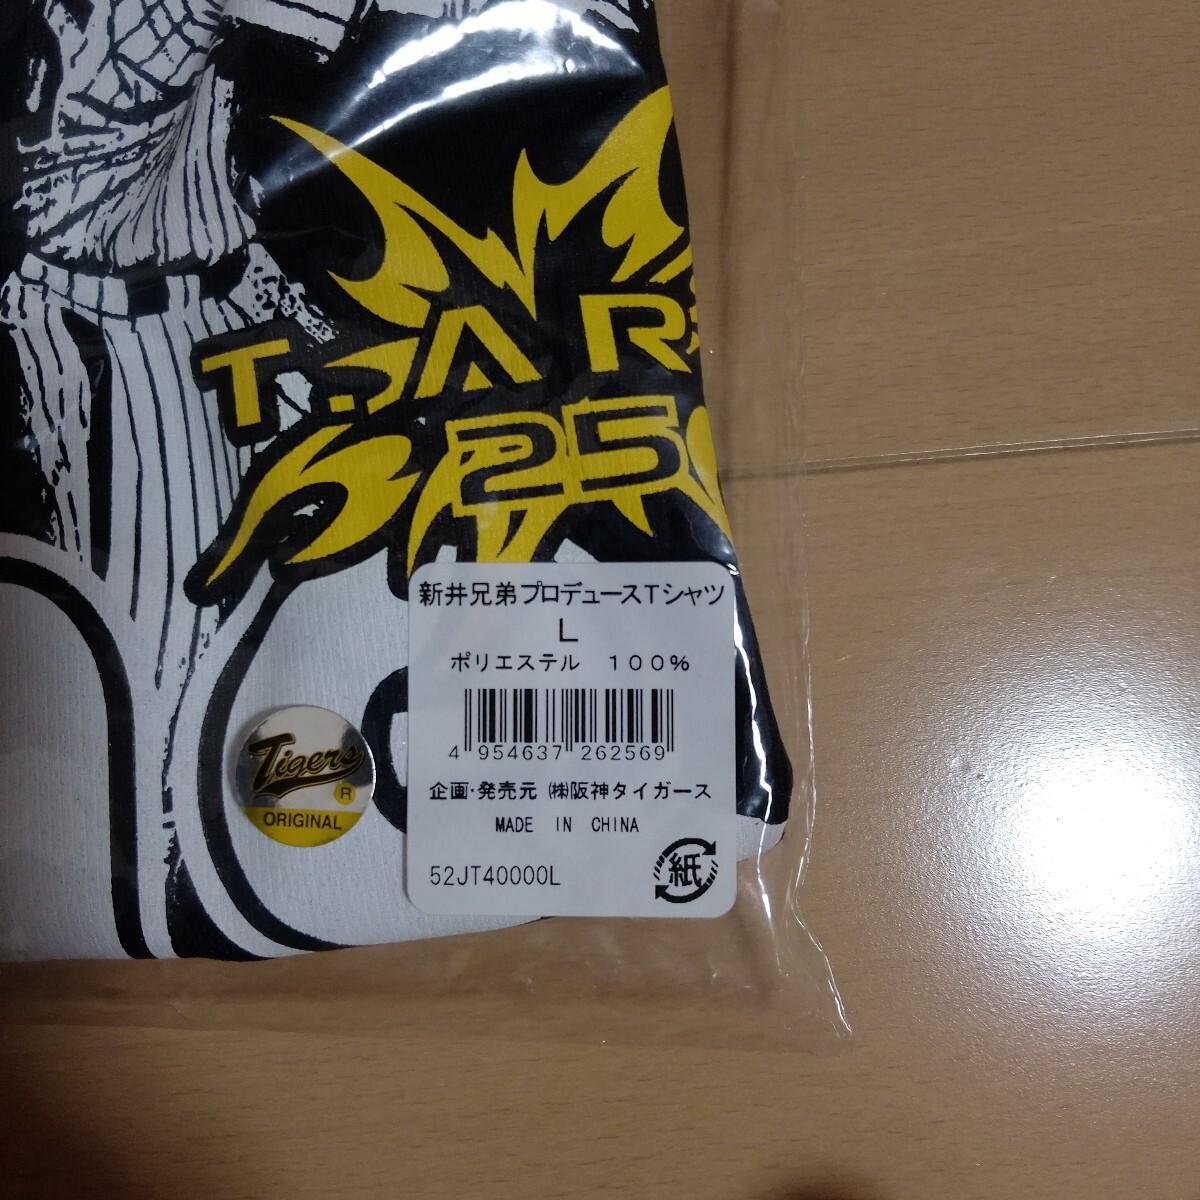 T.AR
25
新井兄弟プロデュースTシャツ
L
ポリエステル 100%
4 954637 262569
企画・発売元 ㈱阪神タイガース
MADE IN CHINA
52JT40000L
紙
Tigers
R
ORIGINAL